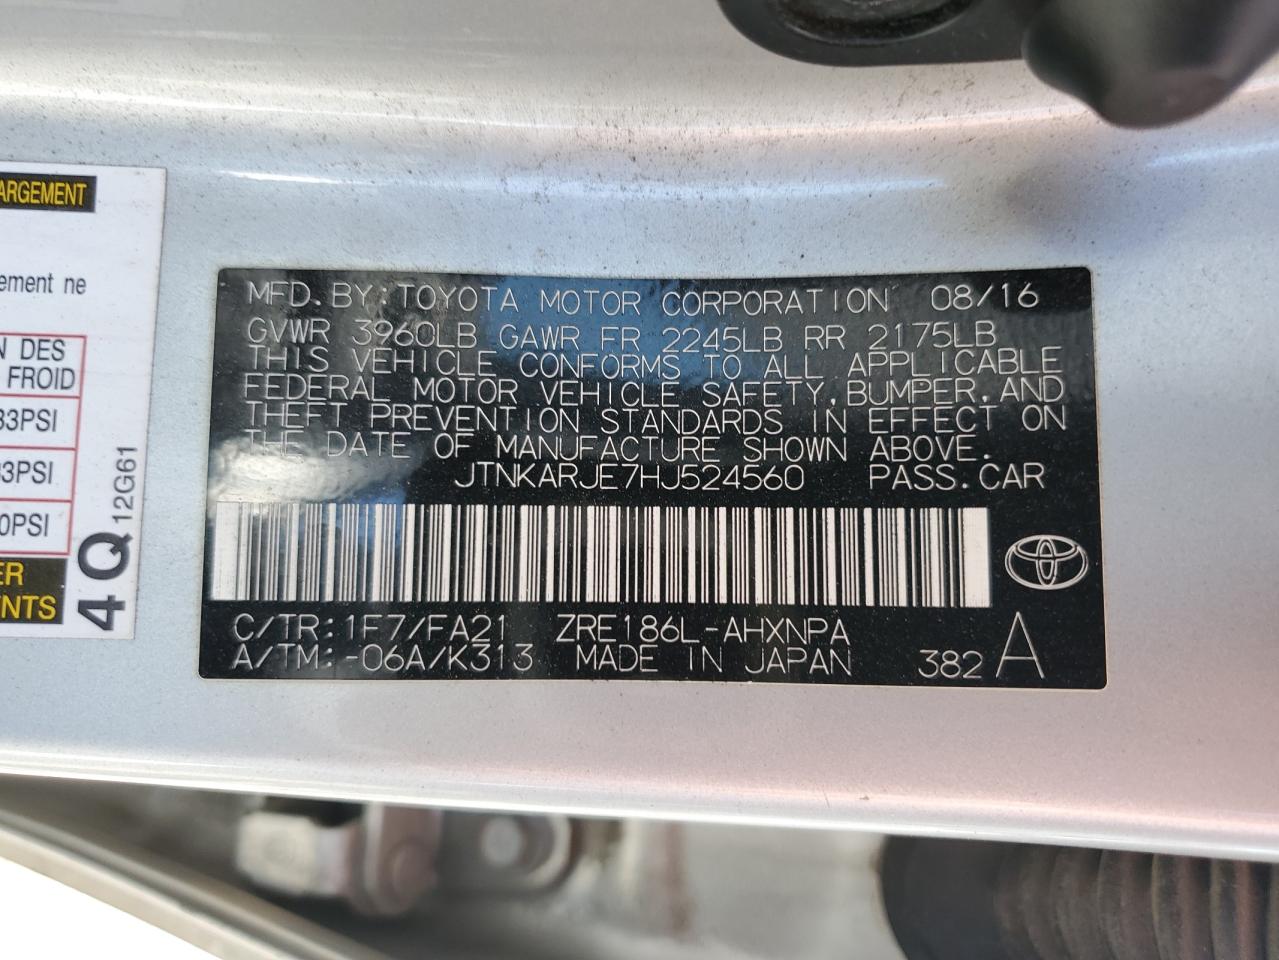 ARGEMENT
ement ne
N DES
FROID
33PSI
3PSI
0PSI
ER
NTS
4Q 12G61
MFD. BY: TOYOTA MOTOR CORPORATION 08/16
GVWR 3960LB GAWR FR 2245LB RR 2175LB
THIS VEHICLE CONFORMS TO ALL APPLICABLE
FEDERAL MOTOR VEHICLE SAFETY, BUMPER, AND
THEFT PREVENTION STANDARDS IN EFFECT ON
THE DATE OF MANUFACTURE SHOWN ABOVE.
JTNKARJE7HJ524560 PASS. CAR
C/TR: 1F7/FA21 ZRE186L-AHXNPA
A/TM: -06A/K313 MADE IN JAPAN 382 A